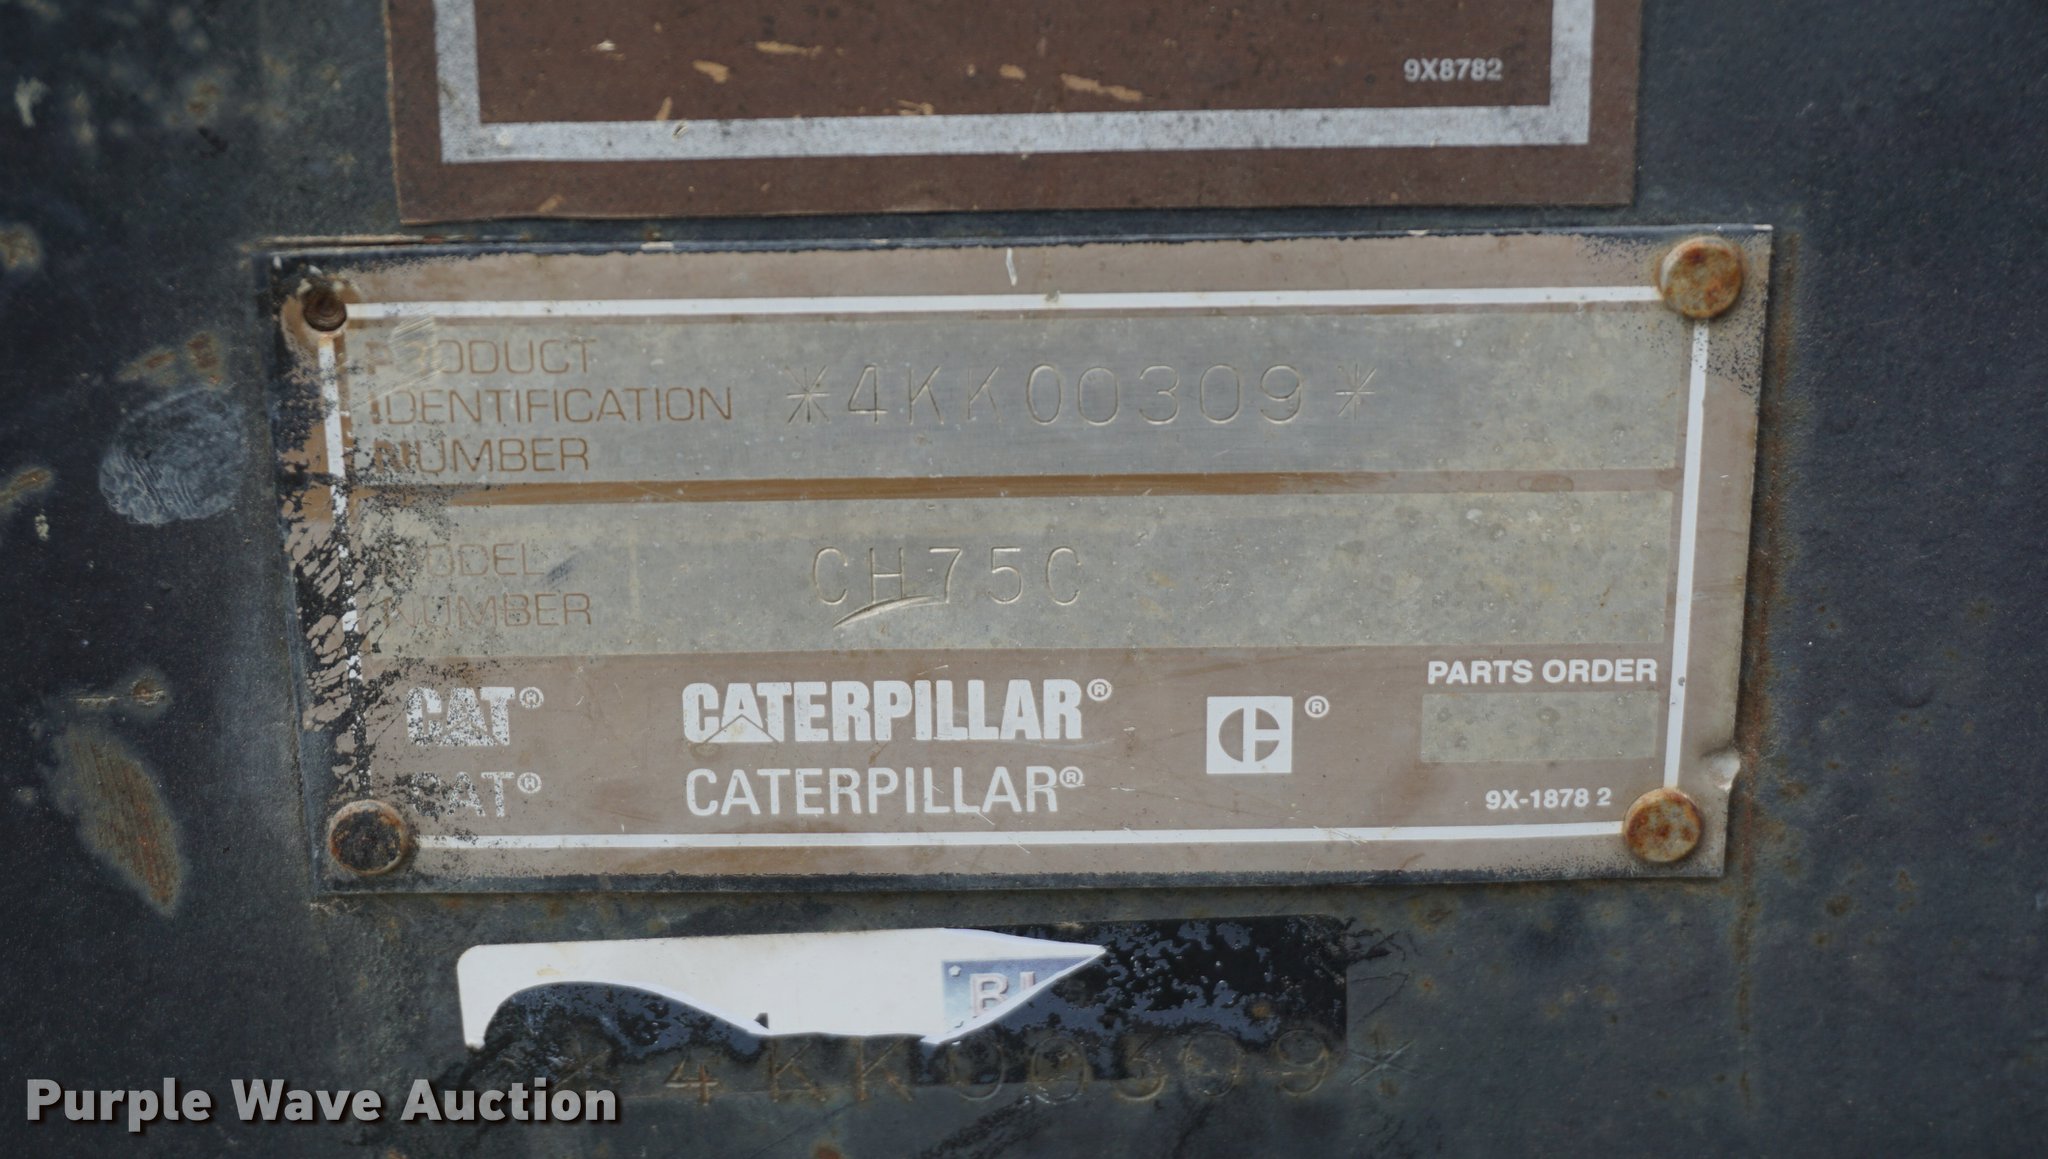 9X8782
PRODUCT
IDENTIFICATION
NUMBER
*4KK00309*
MODEL
NUMBER
CH75C
CAT® CATERPILLAR® C®
PARTS ORDER
CAT® CATERPILLAR®
9X-1878 2
*4KK00309*
Purple Wave Auction